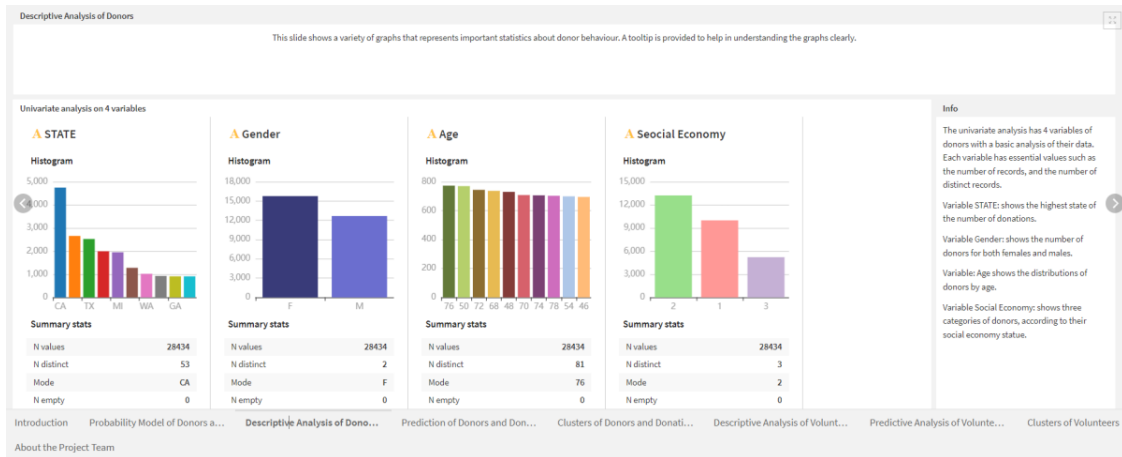 Descriptive Analysis of Donors
This slide shows a variety of graphs that represents important statistics about donor behaviour. A tooltip is provided to help in understanding the graphs clearly.
Univariate analysis on 4 variables
A STATE
Histogram
5,000
4,000
3,000
2,000
1,000
0
CA TX MI WA GA
Summary stats
N values 28434
N distinct 53
Mode CA
N empty 0
A Gender
Histogram
18,000
15,000
12,000
9,000
6,000
3,000
0
F M
Summary stats
N values 28434
N distinct 2
Mode F
N empty 0
A Age
Histogram
800
600
400
200
0
76 50 72 68 48 70 74 78 54 46
Summary stats
N values 28434
N distinct 81
Mode 76
N empty 0
A Seocial Economy
Histogram
15,000
12,000
9,000
6,000
3,000
0
2 1 3
Summary stats
N values 28434
N distinct 3
Mode 2
N empty 0
Info
The univariate analysis has 4 variables of
donors with a basic analysis of their data.
Each variable has essential values such as
the number of records, and the number of
distinct records.
Variable STATE: shows the highest state of
the number of donations.
Variable Gender: shows the number of
donors for both females and males.
Variable: Age shows the distributions of
donors by age.
Variable Social Economy: shows three
categories of donors, according to their
social economy statue.
Introduction Probability Model of Donors a... Descriptive Analysis of Dono... Prediction of Donors and Don... Clusters of Donors and Donati... Descriptive Analysis of Volunt... Predictive Analysis of Volunte... Clusters of Volunteers
About the Project Team